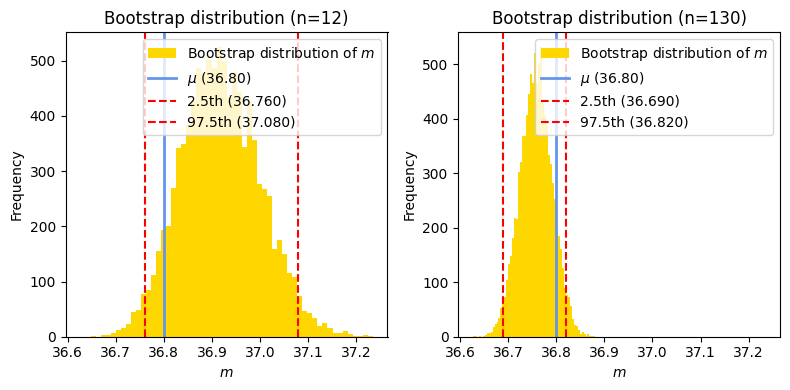 Bootstrap distribution (n=12)
Bootstrap distribution of m
μ (36.80)
2.5th (36.760)
97.5th (37.080)
Frequency
500
400
300
200
100
0
36.6 36.7 36.8 36.9 37.0 37.1 37.2
m
Bootstrap distribution (n=130)
Bootstrap distribution of m
μ (36.80)
2.5th (36.690)
97.5th (36.820)
Frequency
500
400
300
200
100
0
36.6 36.7 36.8 36.9 37.0 37.1 37.2
m